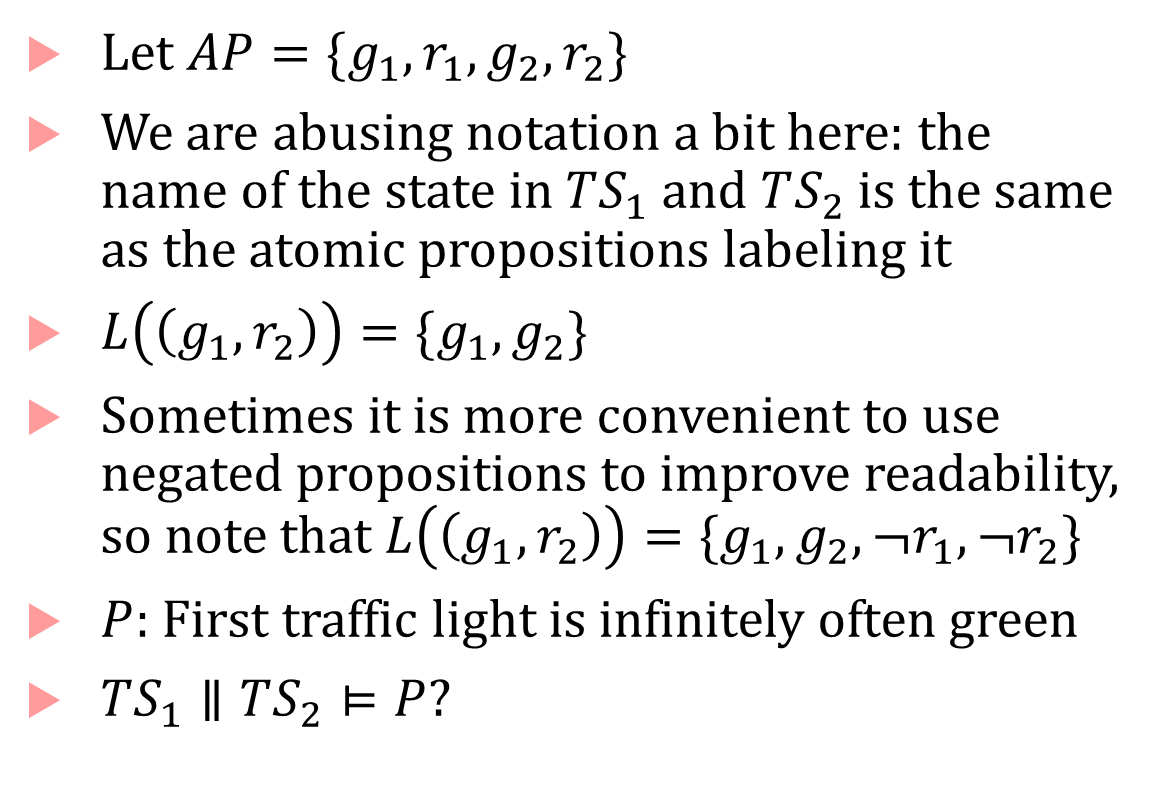 Let AP = {g₁, r₁, g₂, r₂}
We are abusing notation a bit here: the
name of the state in TS₁ and TS₂ is the same
as the atomic propositions labeling it
L((g₁, r₂)) = {g₁, g₂}
Sometimes it is more convenient to use
negated propositions to improve readability,
so note that L((g₁, r₂)) = {g₁, g₂, ¬r₁, ¬r₂}
P: First traffic light is infinitely often green
TS₁ ∥ TS₂ ⊨ P?